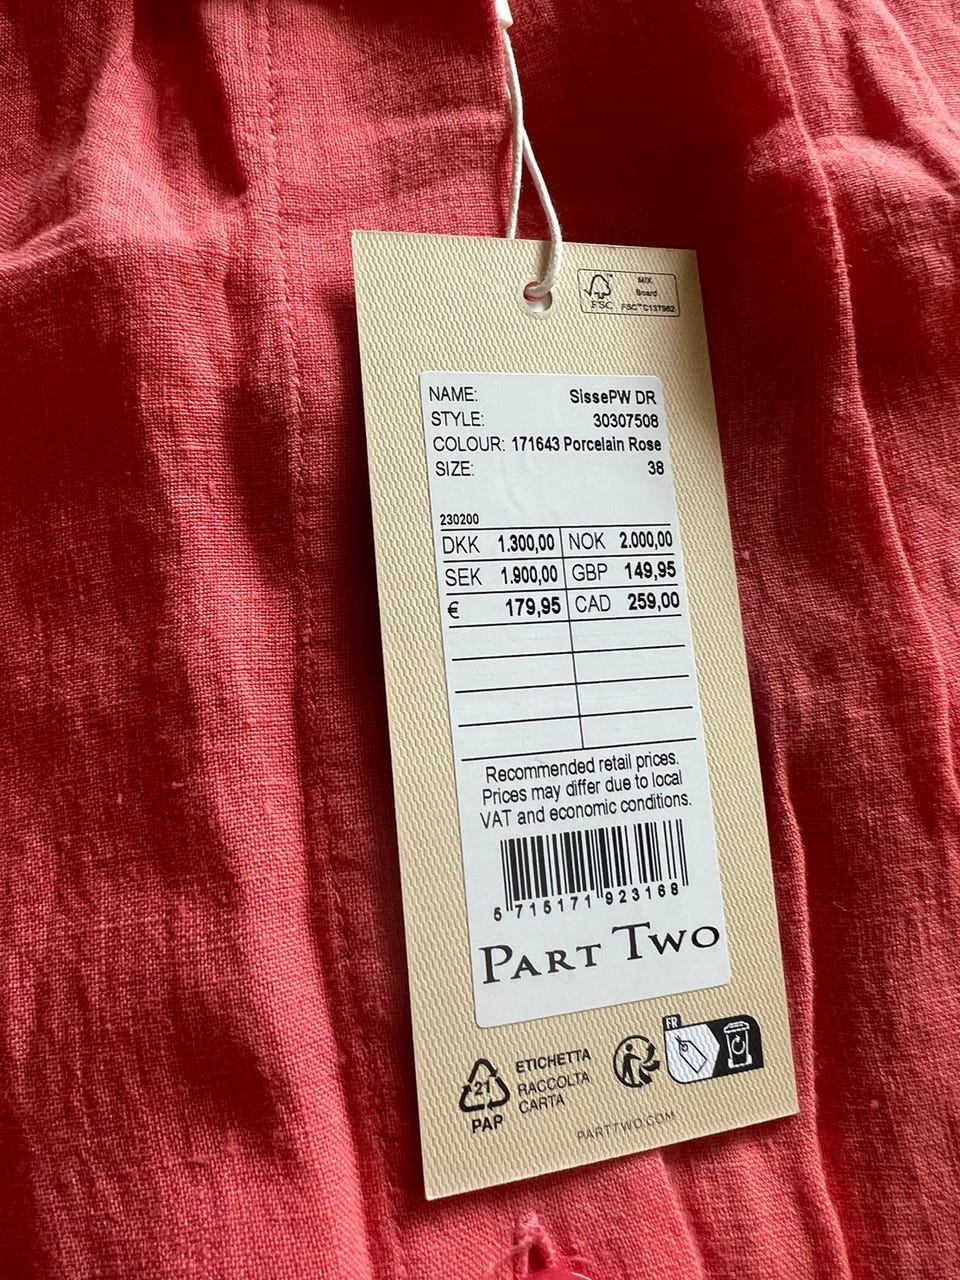 FSC™
MIX
Board
FSC™ C137982
NAME: SissePW DR
STYLE: 30307508
COLOUR: 171643 Porcelain Rose
SIZE: 38
230200
DKK 1.300,00 NOK 2.000,00
SEK 1.900,00 GBP 149,95
€ 179,95 CAD 259,00
Recommended retail prices.
Prices may differ due to local
VAT and economic conditions.
5 715171 923168
PART TWO
FR
21
PAP
ETICHETTA
RACCOLTA
CARTA
PARTTWO.COM